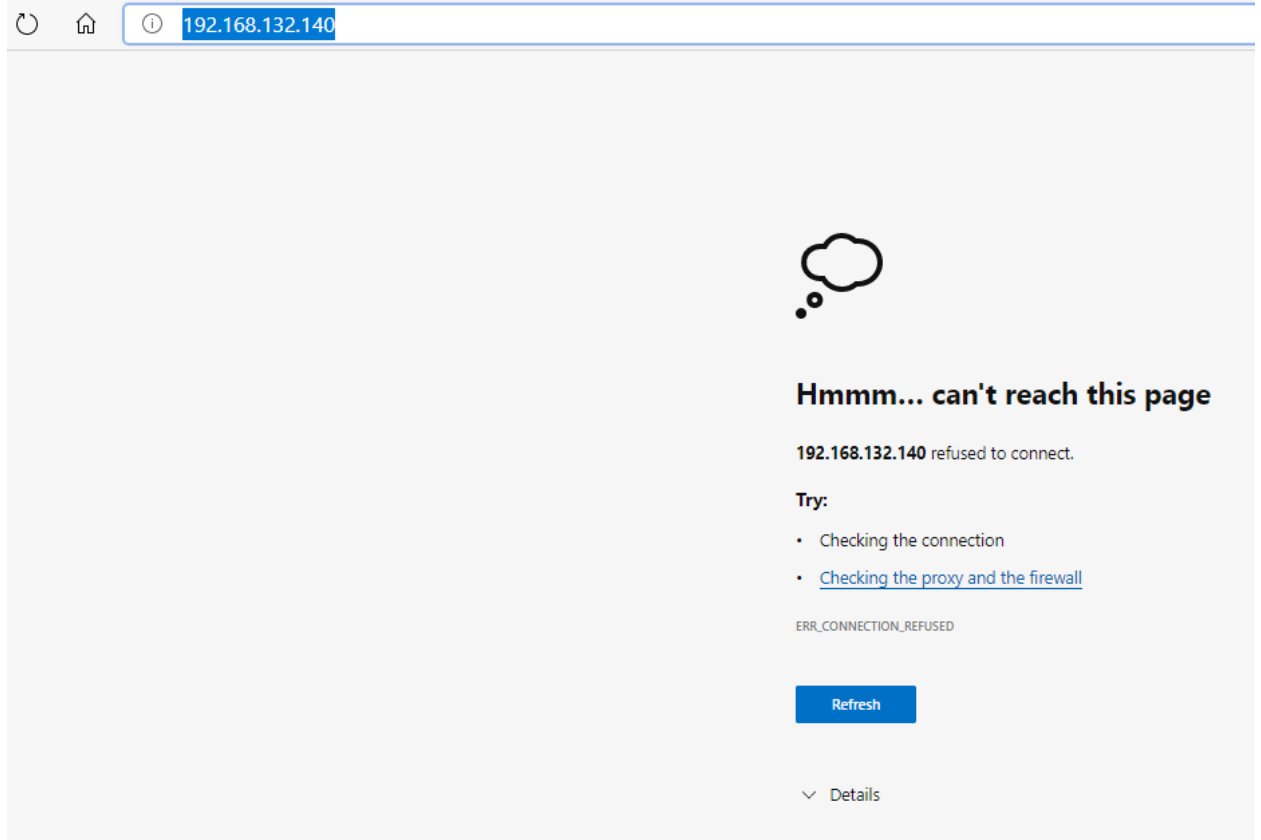 192.168.132.140
Hmmm... can't reach this page
192.168.132.140 refused to connect.
Try:
• Checking the connection
• Checking the proxy and the firewall
ERR_CONNECTION_REFUSED
Refresh
Details